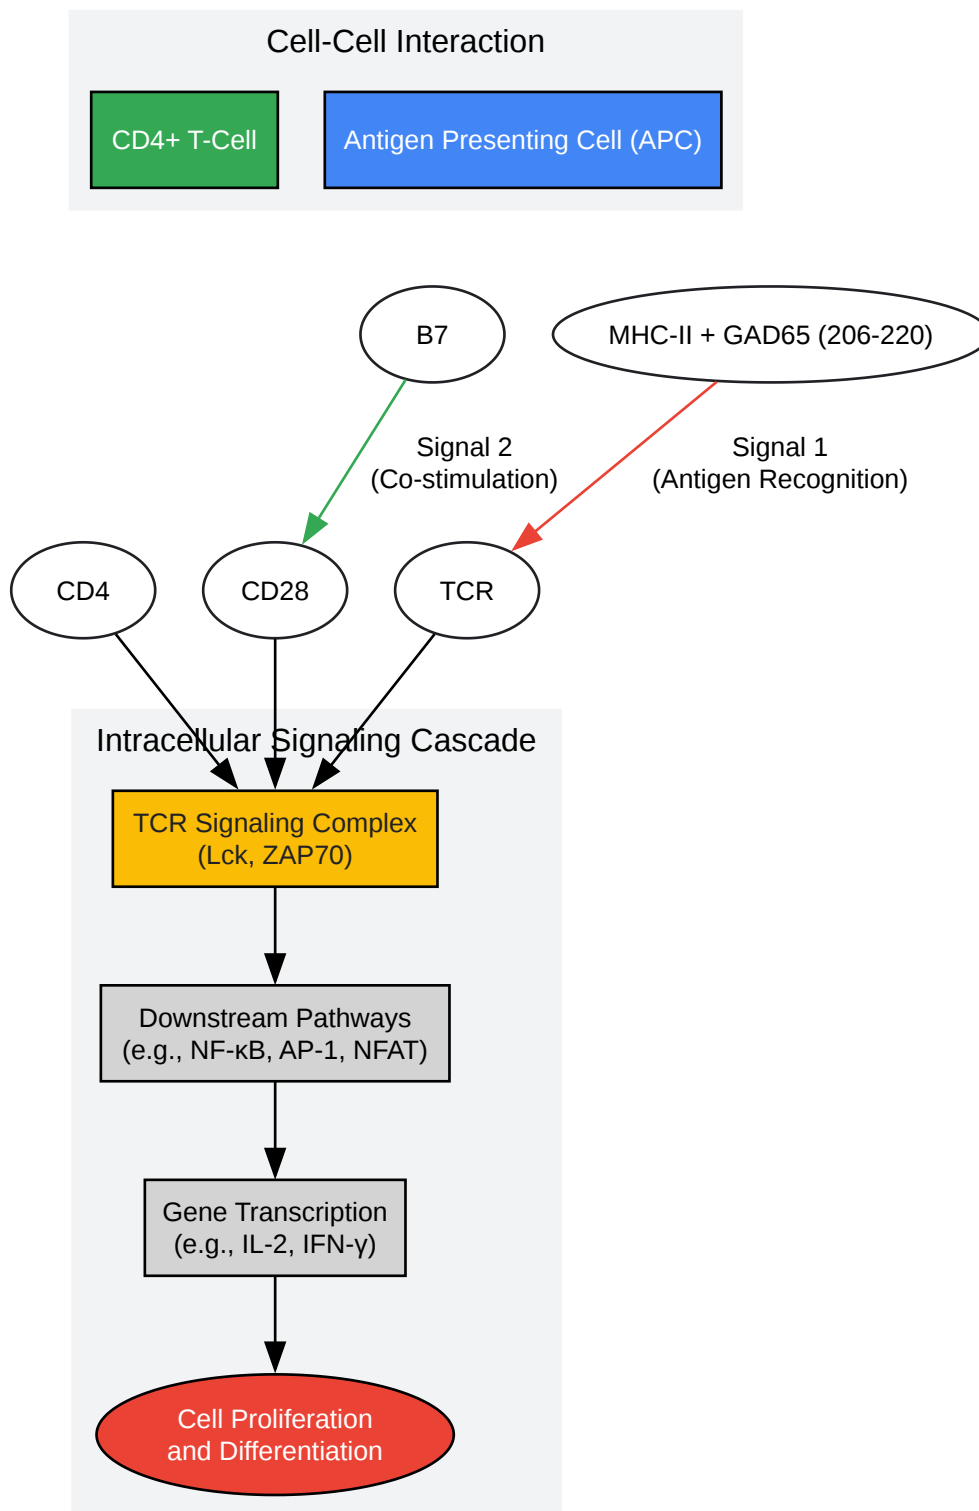 Cell-Cell Interaction
CD4+ T-Cell
Antigen Presenting Cell (APC)
B7
MHC-II + GAD65 (206-220)
Signal 2
(Co-stimulation)
Signal 1
(Antigen Recognition)
CD4
CD28
TCR
Intracellular Signaling Cascade
TCR Signaling Complex
(Lck, ZAP70)
Downstream Pathways
(e.g., NF-κB, AP-1, NFAT)
Gene Transcription
(e.g., IL-2, IFN-γ)
Cell Proliferation
and Differentiation